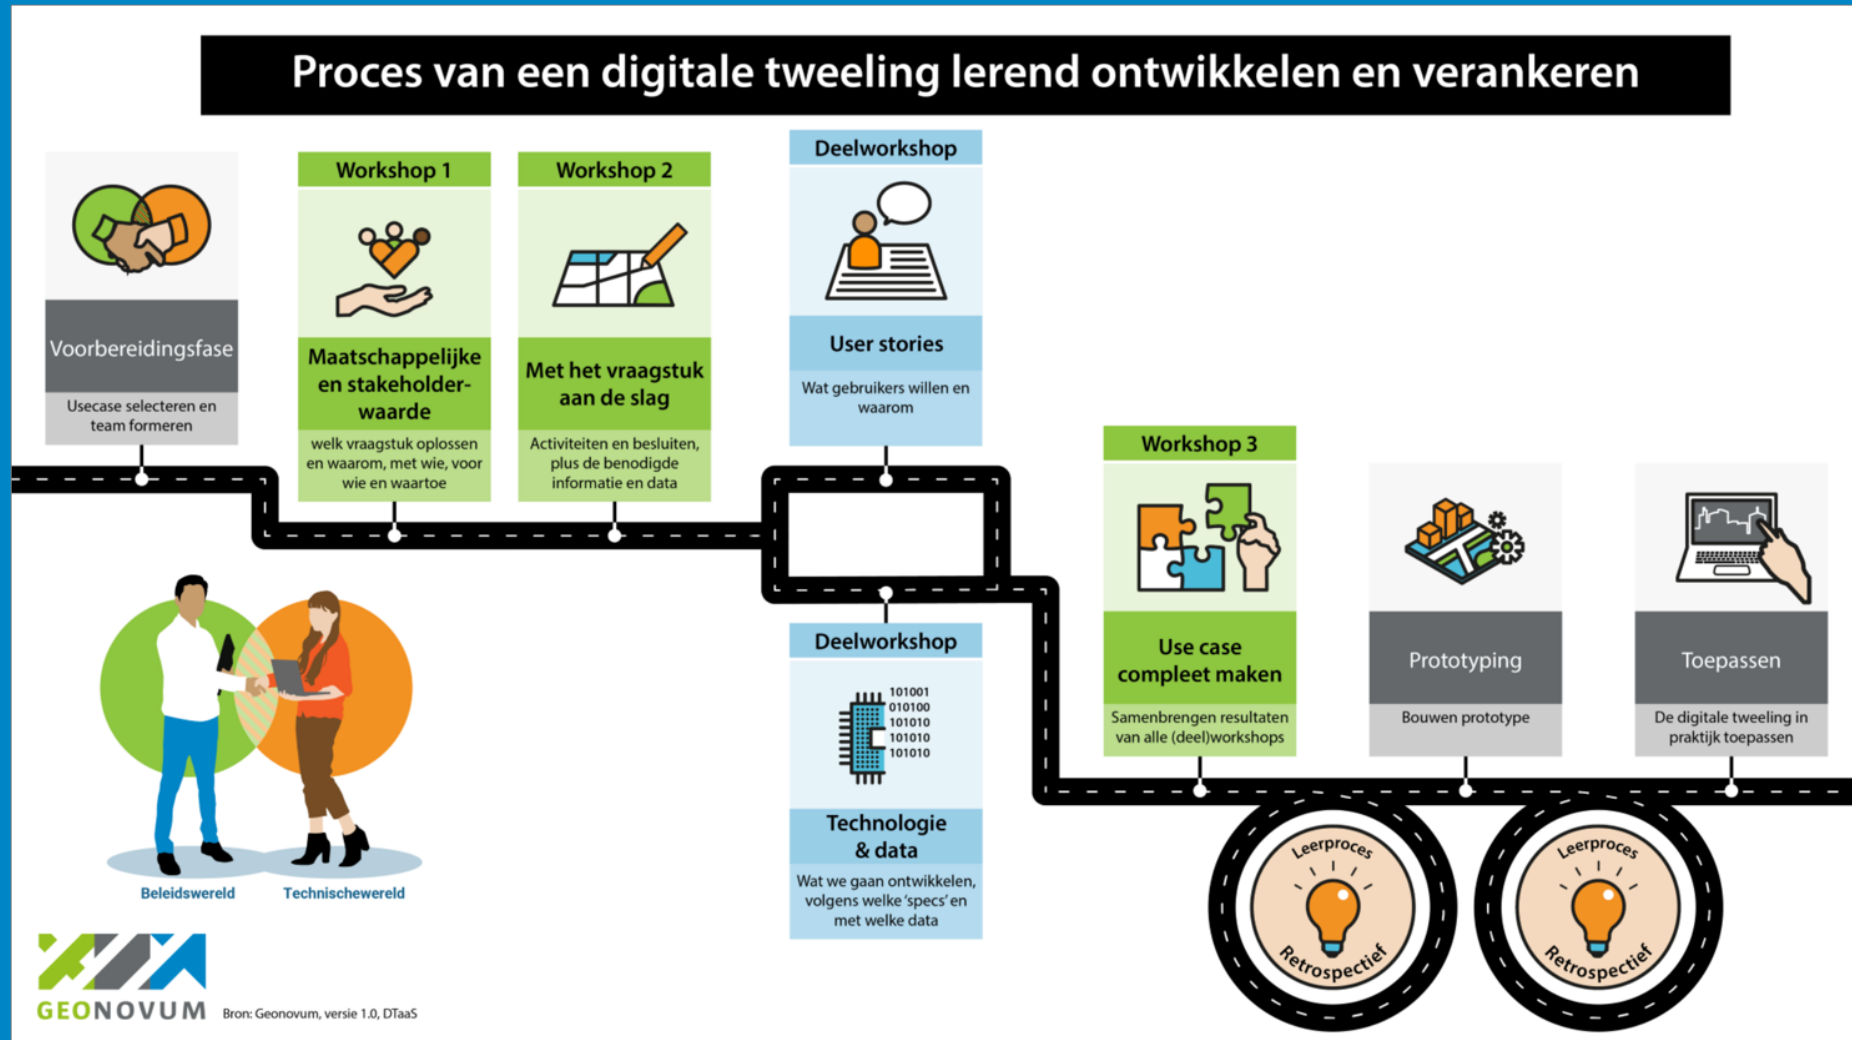 Proces van een digitale tweeling lerend ontwikkelen en verankeren
Voorbereidingsfase
Usecase selecteren en
team formeren
Workshop 1
Maatschappelijke
en stakeholder-
waarde
welk vraagstuk oplossen
en waarom, met wie, voor
wie en waartoe
Workshop 2
Met het vraagstuk
aan de slag
Activiteiten en besluiten,
plus de benodigde
informatie en data
Deelworkshop
User stories
Wat gebruikers willen en
waarom
Deelworkshop
101001
010100
101010
101010
101010
Technologie
& data
Wat we gaan ontwikkelen,
volgens welke ‘specs’ en
met welke data
Workshop 3
Use case
compleet maken
Samenbrengen resultaten
van alle (deel)workshops
Prototyping
Bouwen prototype
Toepassen
De digitale tweeling in
praktijk toepassen
Leerproces
Retrospectief
Leerproces
Retrospectief
Beleidswereld
Technischewereld
GEONOVUM
Bron: Geonovum, versie 1.0, DTaaS